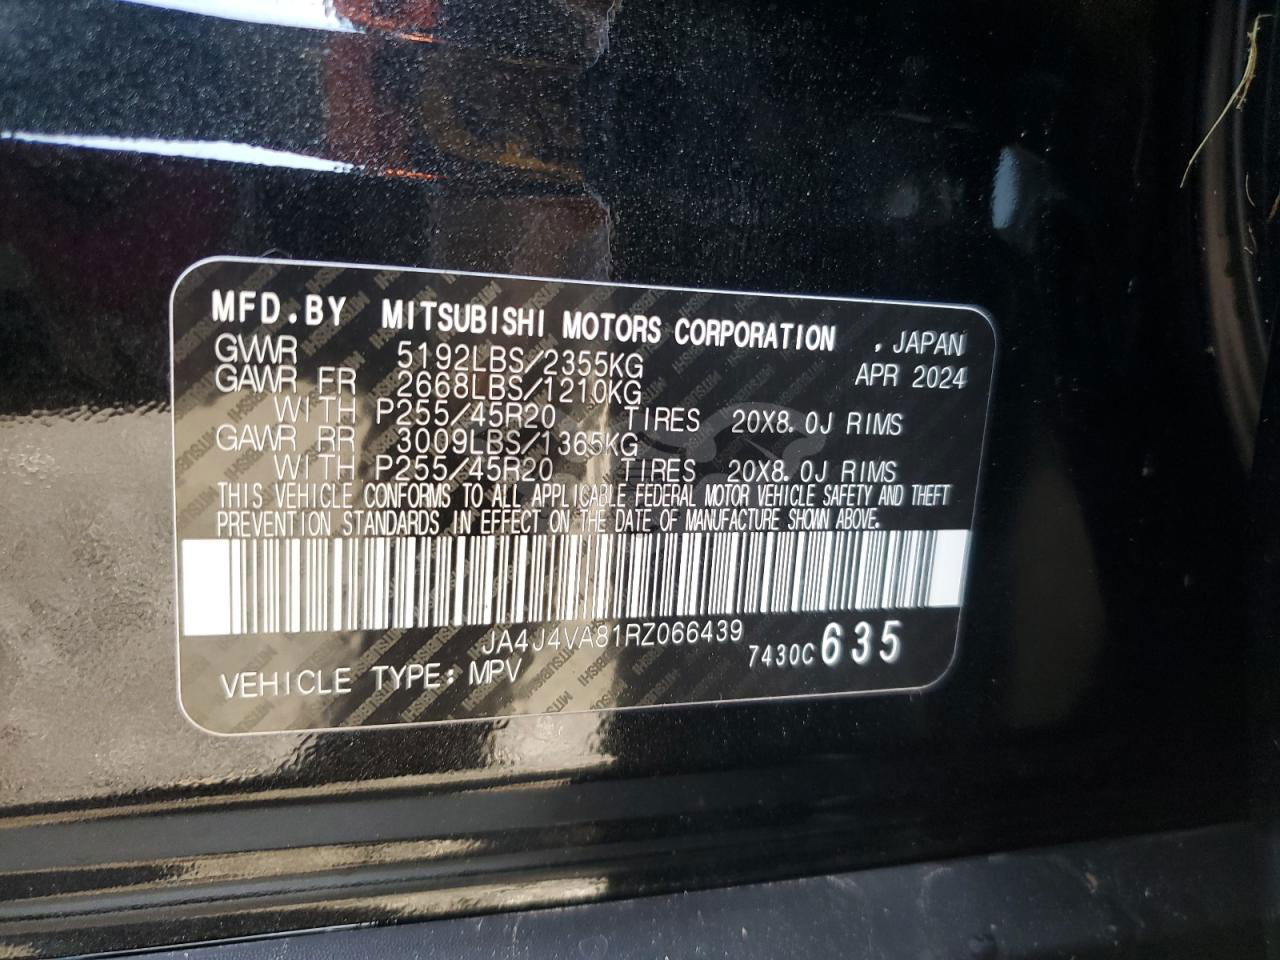 MFD.BY MITSUBISHI MOTORS CORPORATION , JAPAN
GVWR 5192LBS/2355KG APR 2024
GAWR FR 2668LBS/1210KG
WITH P255/45R20 TIRES 20X8.0J RIMS
GAWR RR 3009LBS/1365KG
WITH P255/45R20 TIRES 20X8.0J RIMS
THIS VEHICLE CONFORMS TO ALL APPLICABLE FEDERAL MOTOR VEHICLE SAFETY AND THEFT
PREVENTION STANDARDS IN EFFECT ON THE DATE OF MANUFACTURE SHOWN ABOVE.
JA4J4VA81RZ066439
7430C 635
VEHICLE TYPE: MPV